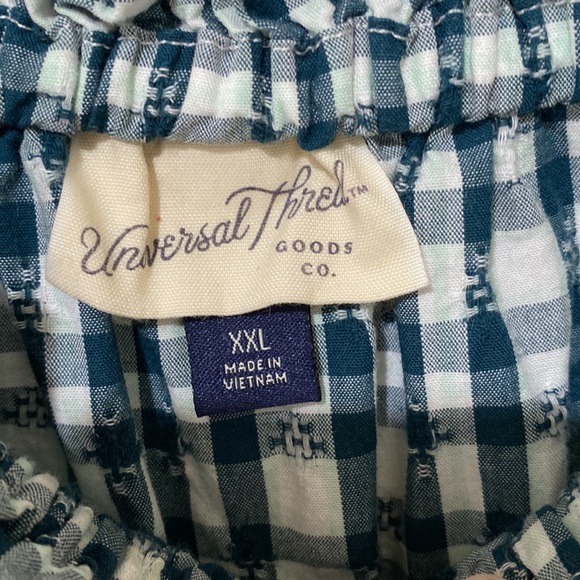 Universal Thread™
GOODS
CO.
XXL
MADE IN
VIETNAM